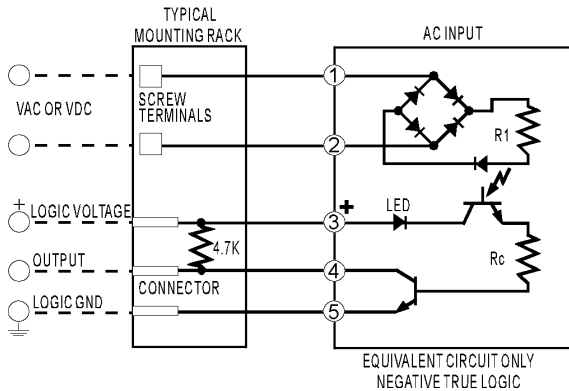 TYPICAL
MOUNTING RACK
AC INPUT
1
VAC OR VDC
SCREW
TERMINALS
R1
2
+
LOGIC VOLTAGE
3
+
LED
4.7K
Rc
OUTPUT
4
CONNECTOR
LOGIC GND
5
EQUIVALENT CIRCUIT ONLY
NEGATIVE TRUE LOGIC